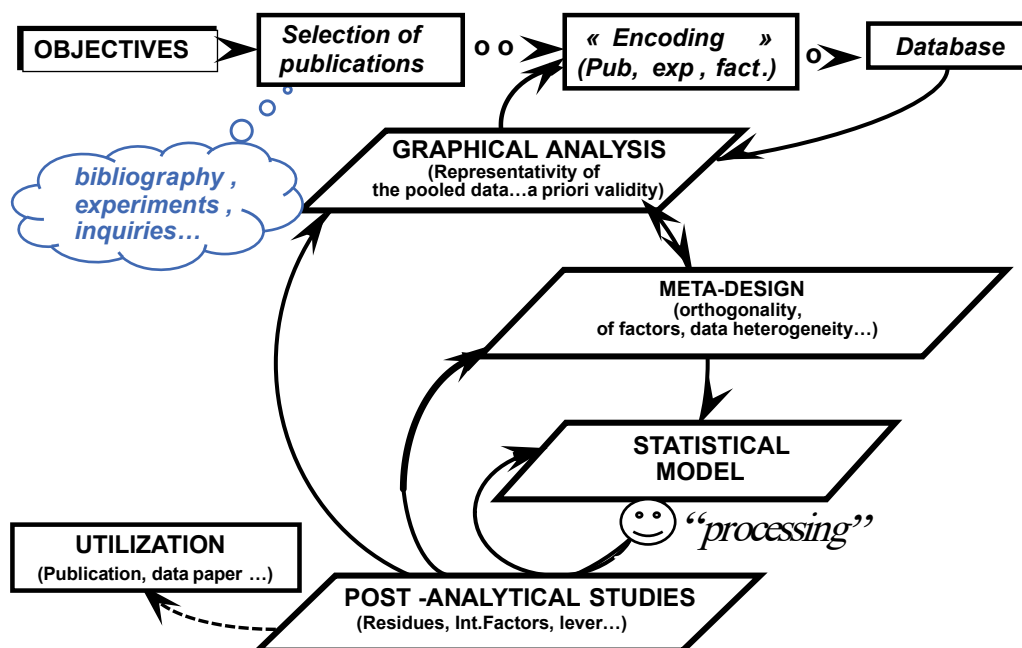 OBJECTIVES
Selection of
publications
o o
« Encoding »
(Pub, exp , fact.)
o
Database
bibliography ,
experiments ,
inquiries…
GRAPHICAL ANALYSIS
(Representativity of
the pooled data…a priori validity)
META-DESIGN
(orthogonality,
of factors, data heterogeneity…)
STATISTICAL
MODEL
“processing”
UTILIZATION
(Publication, data paper …)
POST -ANALYTICAL STUDIES
(Residues, Int.Factors, lever…)